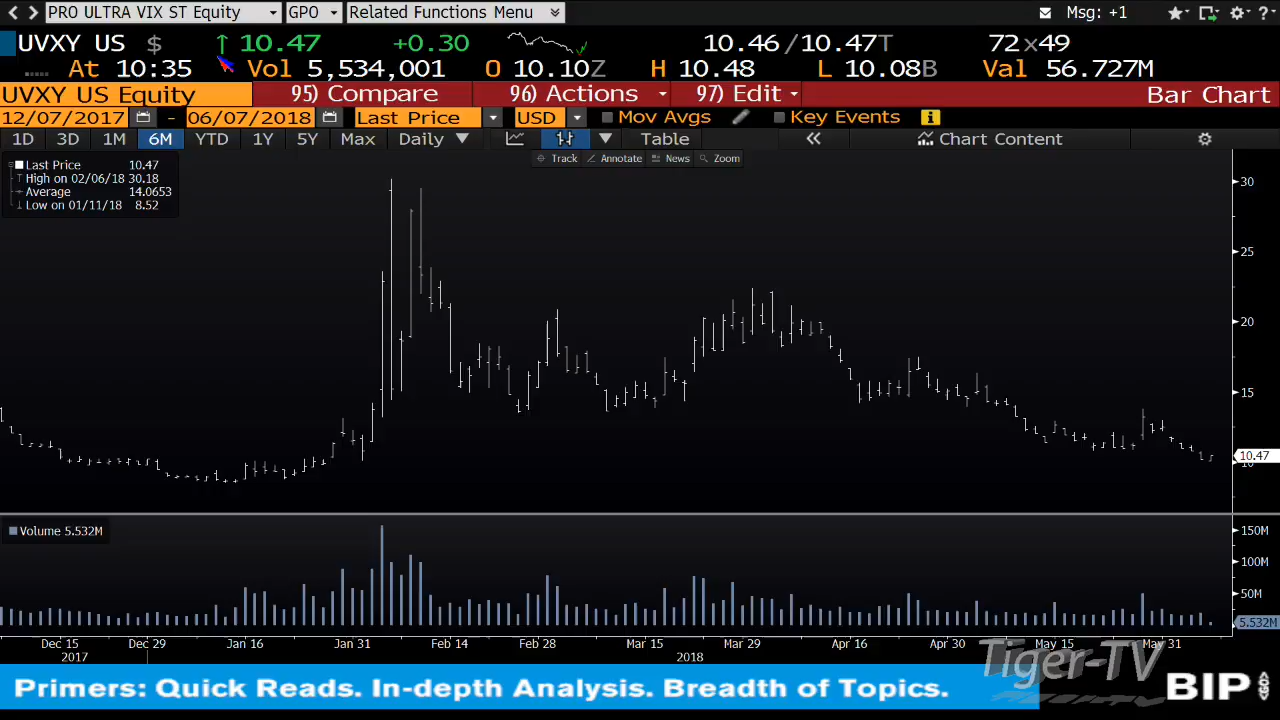 PRO ULTRA VIX ST Equity GPO Related Functions Menu Msg: +1
UVXY US $ ↑ 10.47 +0.30 10.46 /10.47T 72x49
At 10:35 Vol 5,534,001 O 10.10Z H 10.48 L 10.08B Val 56.727M
UVXY US Equity 95) Compare 96) Actions 97) Edit Bar Chart
12/07/2017 - 06/07/2018 Last Price USD Mov Avgs Key Events
1D 3D 1M 6M YTD 1Y 5Y Max Daily Table « Chart Content
Track Annotate News Zoom
Last Price 10.47
High on 02/06/18 30.18
Average 14.0653
Low on 01/11/18 8.52
30
25
20
15
10.47
10
Volume 5.532M
150M
100M
50M
5.532M
Dec 15 Dec 29 Jan 16 Jan 31 Feb 14 Feb 28 Mar 15 Mar 29 Apr 16 Apr 30 May 15 May 31
2017 2018
Tiger-TV
Primers: Quick Reads. In-depth Analysis. Breadth of Topics.
BIP